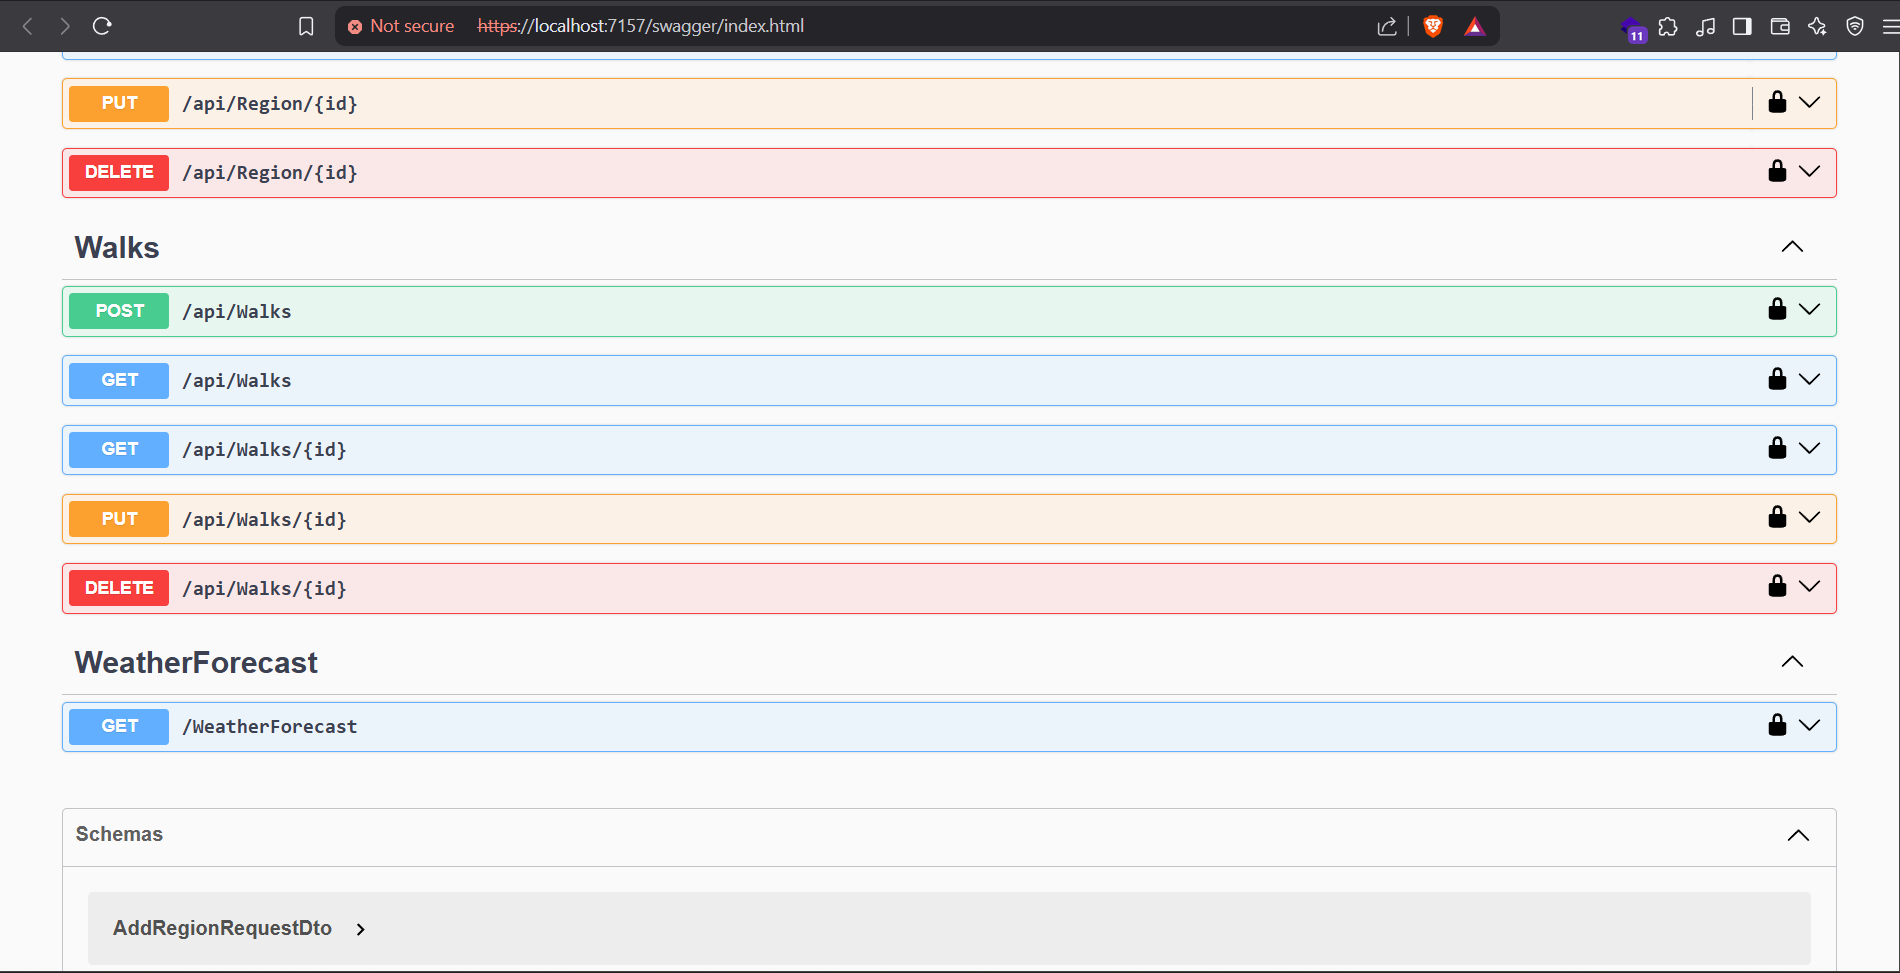 Not secure https://localhost:7157/swagger/index.html
11
PUT /api/Region/{id}
DELETE /api/Region/{id}
Walks
POST /api/Walks
GET /api/Walks
GET /api/Walks/{id}
PUT /api/Walks/{id}
DELETE /api/Walks/{id}
WeatherForecast
GET /WeatherForecast
Schemas
AddRegionRequestDto